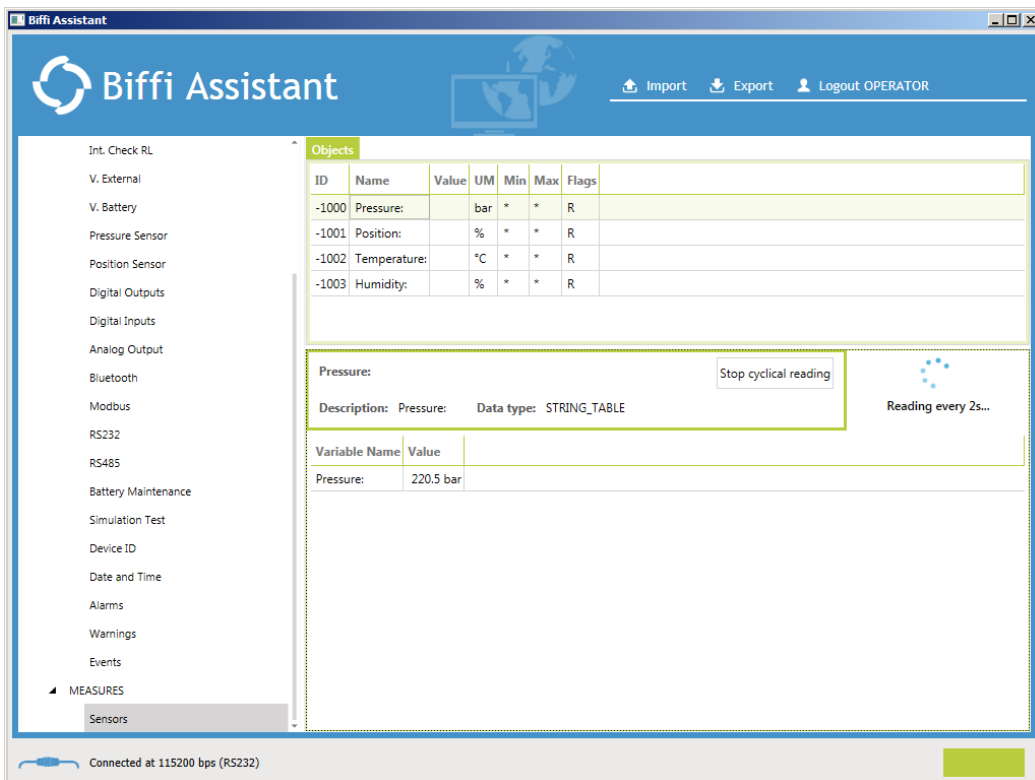 Biffi Assistant
Biffi Assistant
Import Export Logout OPERATOR
Int. Check RL
V. External
V. Battery
Pressure Sensor
Position Sensor
Digital Outputs
Digital Inputs
Analog Output
Bluetooth
Modbus
RS232
RS485
Battery Maintenance
Simulation Test
Device ID
Date and Time
Alarms
Warnings
Events
MEASURES
Sensors
Objects
ID Name Value UM Min Max Flags
-1000 Pressure: bar * * R
-1001 Position: % * * R
-1002 Temperature: °C * * R
-1003 Humidity: % * * R
Pressure: Stop cyclical reading
Description: Pressure: Data type: STRING_TABLE
Reading every 2s...
Variable Name Value
Pressure: 220.5 bar
Connected at 115200 bps (RS232)